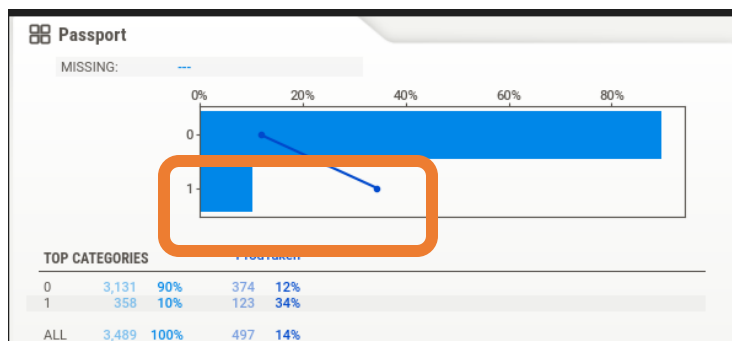 Passport
MISSING: ---
0% 20% 40% 60% 80%
0
1
TOP CATEGORIES ProdTaken
0 3,131 90% 374 12%
1 358 10% 123 34%
ALL 3,489 100% 497 14%